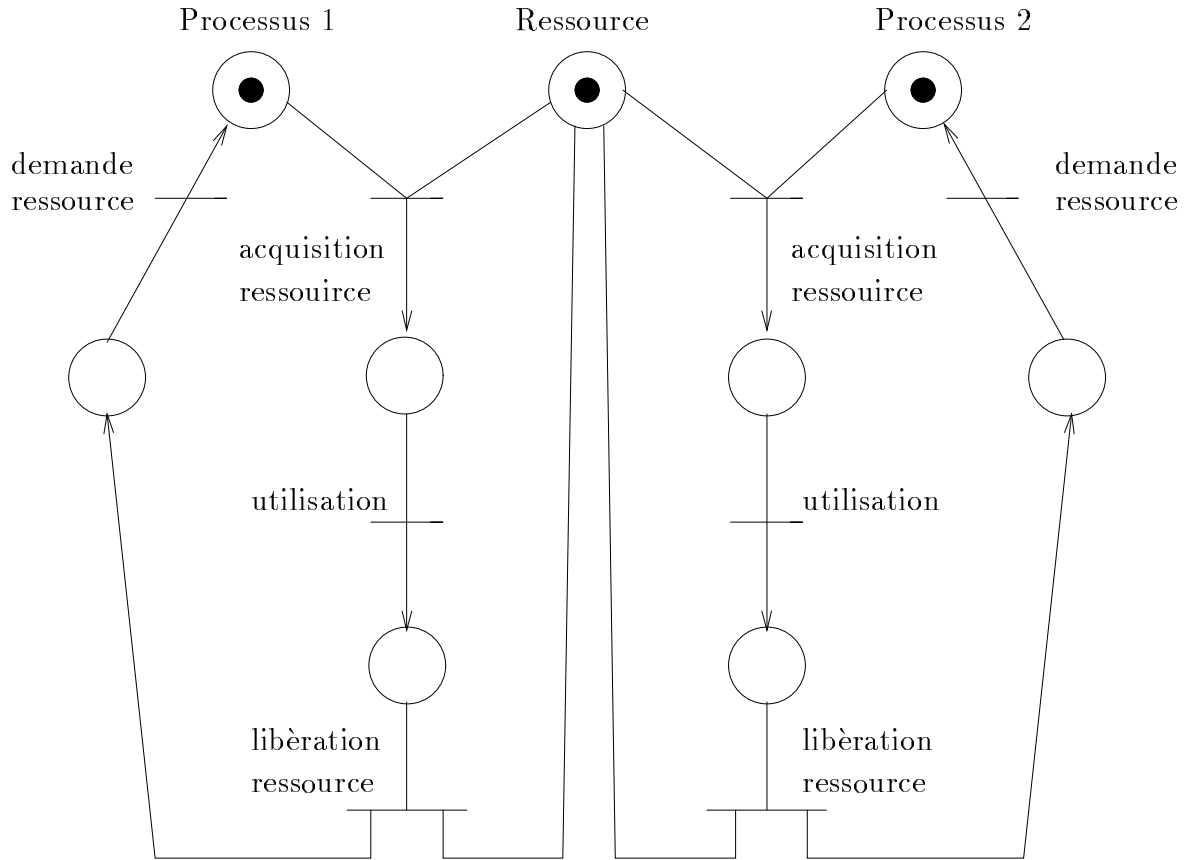 Processus 1
Ressource
Processus 2
demande
ressource
demande
ressource
acquisition
ressouirce
acquisition
ressouirce
utilisation
utilisation
libèration
ressource
libèration
ressource